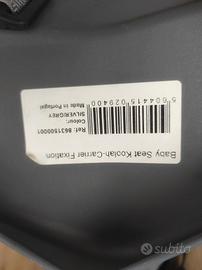 Baby Seat Koolah-Carrier Fixation
5 604415 029400
Ref: 8631500001
Colour:
SILVER/GREY
Made in Portugal
subito